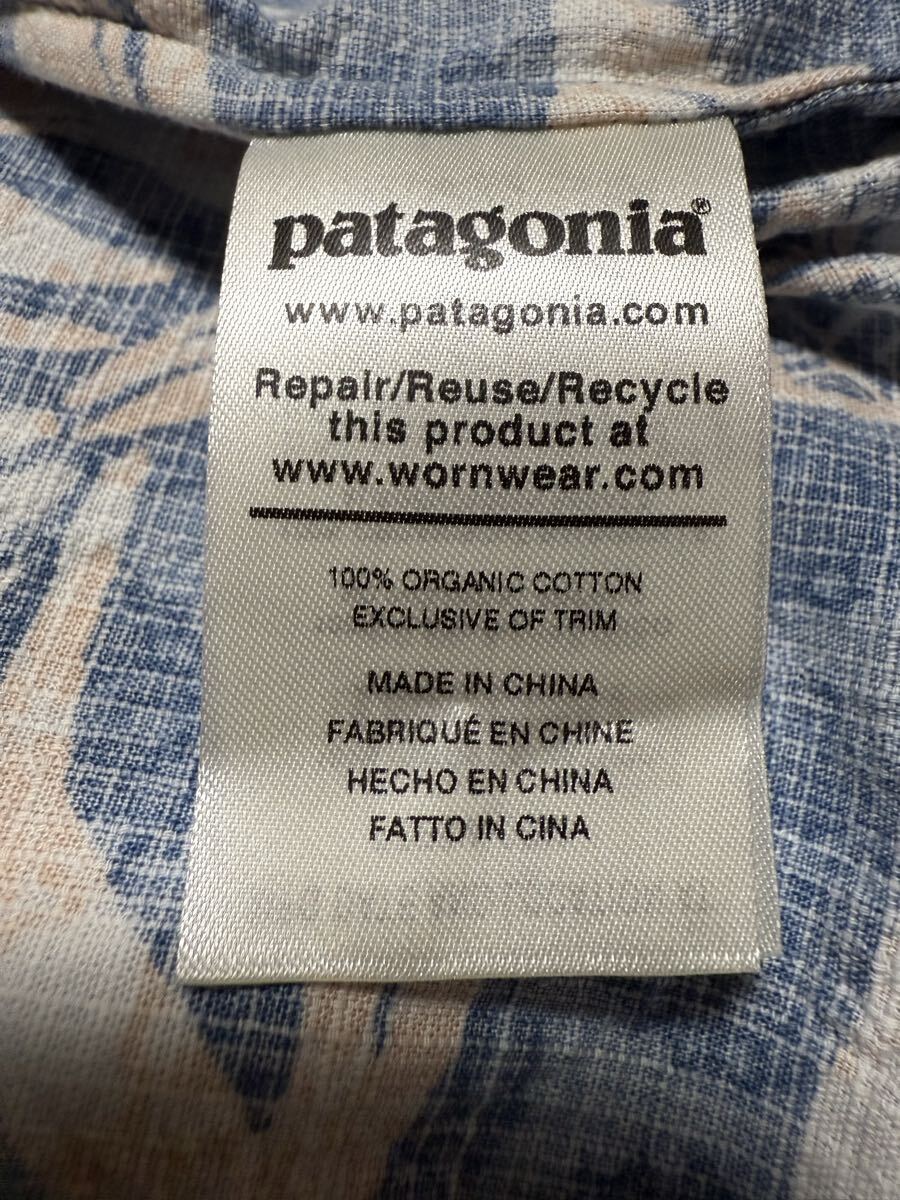 patagonia®
www.patagonia.com
Repair/Reuse/Recycle
this product at
www.wornwear.com
100% ORGANIC COTTON
EXCLUSIVE OF TRIM
MADE IN CHINA
FABRIQUÉ EN CHINE
HECHO EN CHINA
FATTO IN CINA